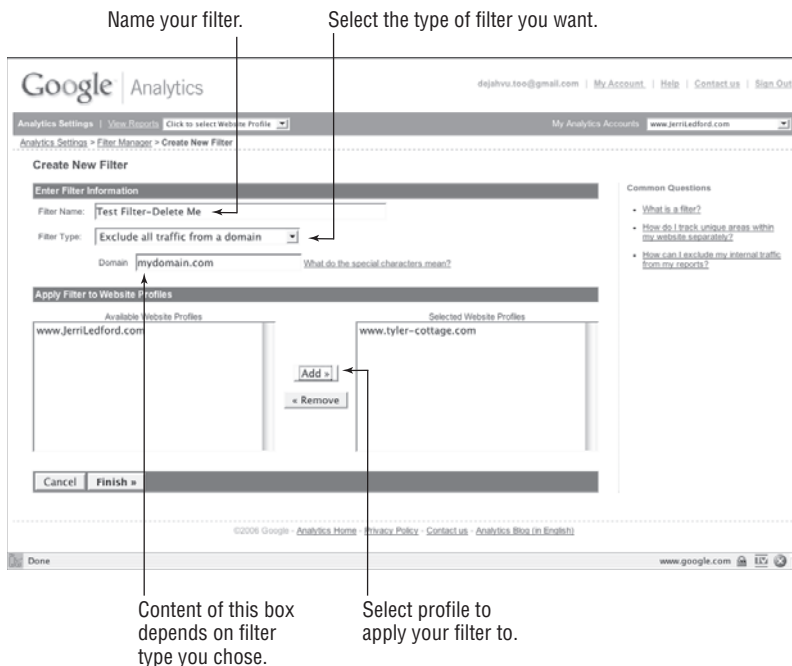 Name your filter.
Select the type of filter you want.
Google Analytics
dejahvu.too@gmail.com | My Account | Help | Contact us | Sign Out
Analytics Settings | View Reports Click to select Website Profile
My Analytics Accounts www.JerriLedford.com
Analytics Settings > Filter Manager > Create New Filter
Create New Filter
Enter Filter Information
Filter Name: Test Filter-Delete Me
Filter Type: Exclude all traffic from a domain
Domain mydomain.com What do the special characters mean?
Common Questions
• What is a filter?
• How do I track unique areas within
my website separately?
• How can I exclude my internal traffic
from my reports?
Apply Filter to Website Profiles
Available Website Profiles
www.JerriLedford.com
Add »
« Remove
Selected Website Profiles
www.tyler-cottage.com
Cancel Finish »
©2006 Google - Analytics Home - Privacy Policy - Contact us - Analytics Blog (in English)
Done
www.google.com
Content of this box
depends on filter
type you chose.
Select profile to
apply your filter to.